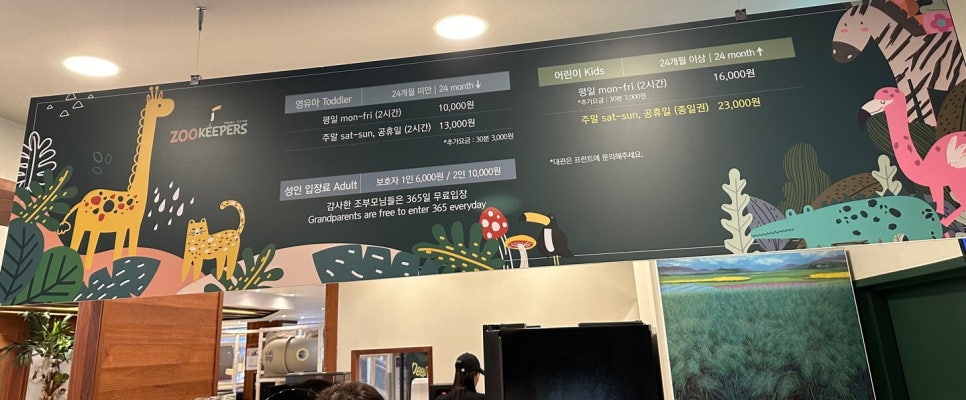 ZOOKEEPERS
영유아 Toddler 24개월 미만 | 24 month↓
평일 mon~fri (2시간) 10,000원
주말 sat~sun, 공휴일 (2시간) 13,000원
*추가요금 : 30분 3,000원
성인 입장료 Adult 보호자 1인 6,000원 / 2인 10,000원
감사한 조부모님들은 365일 무료입장
Grandparents are free to enter 365 everyday
어린이 Kids 24개월 이상 | 24 month↑
평일 mon~fri (2시간) 16,000원
*추가요금 : 30분 3,000원
주말 sat~sun, 공휴일 (종일권) 23,000원
*대관은 프런트에 문의해주세요.